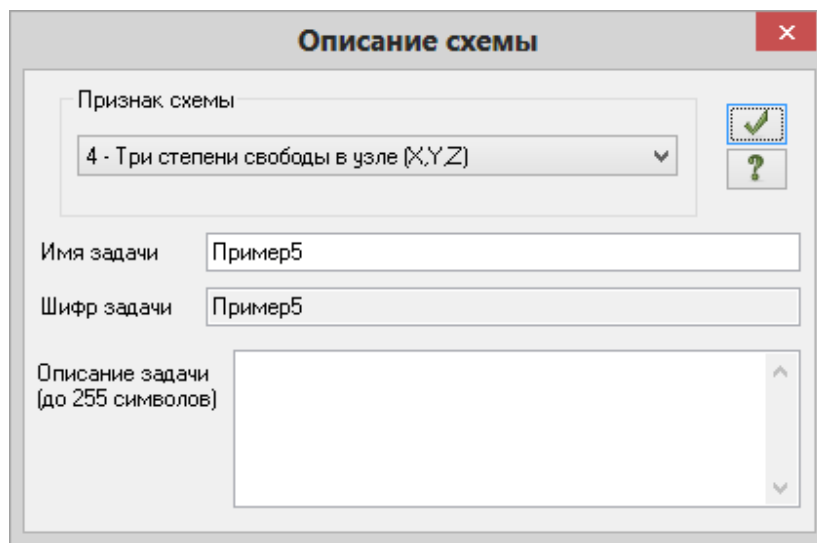 Описание схемы
Признак схемы
4 - Три степени свободы в узле (X,Y,Z)
Имя задачи
Пример5
Шифр задачи
Пример5
Описание задачи
(до 255 символов)